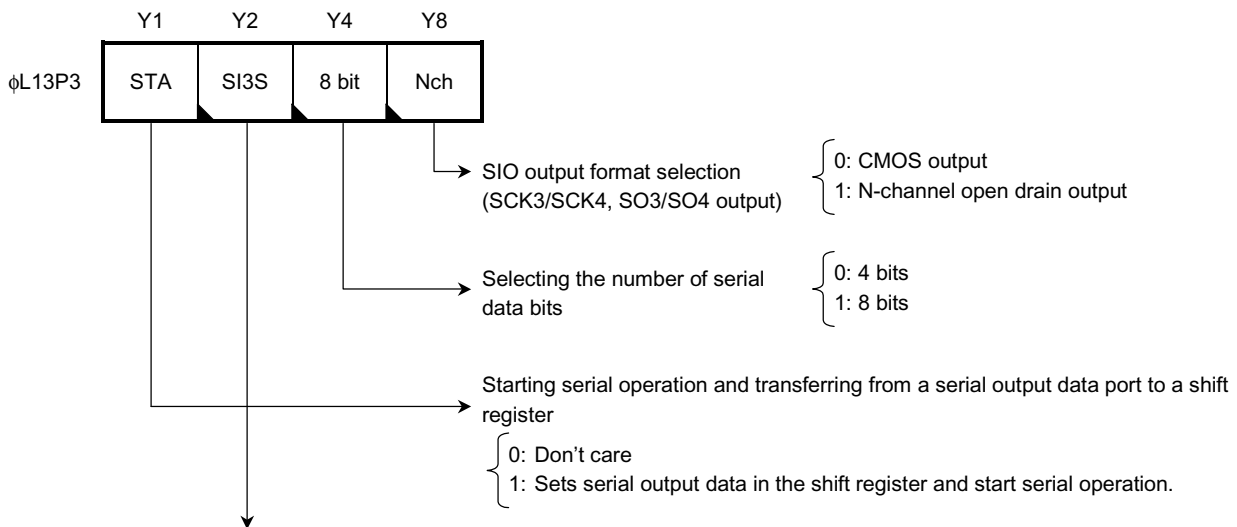 Y1 Y2 Y4 Y8
φL13P3 STA SI3S 8 bit Nch
SIO output format selection
(SCK3/SCK4, SO3/SO4 output)
0: CMOS output
1: N-channel open drain output
Selecting the number of serial
data bits
0: 4 bits
1: 8 bits
Starting serial operation and transferring from a serial output data port to a shift
register
0: Don’t care
1: Sets serial output data in the shift register and start serial operation.